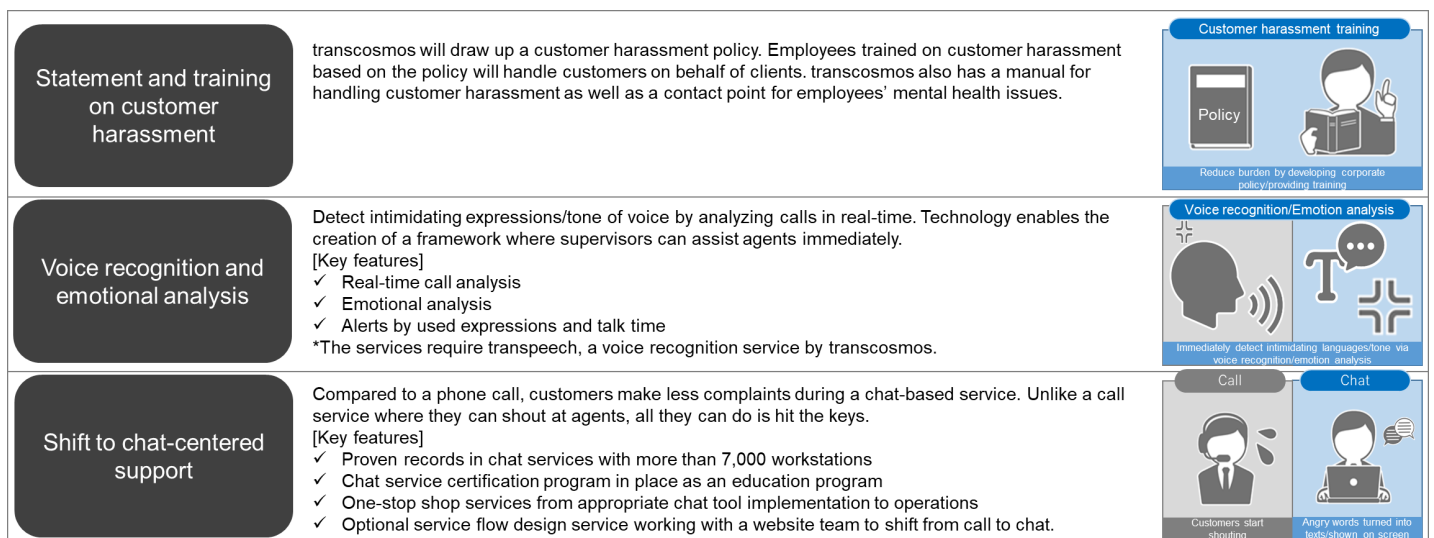 Statement and training
on customer
harassment
transcosmos will draw up a customer harassment policy. Employees trained on customer harassment
based on the policy will handle customers on behalf of clients. transcosmos also has a manual for
handling customer harassment as well as a contact point for employees’ mental health issues.
Customer harassment training
Policy
Reduce burden by developing corporate
policy/providing training
Voice recognition and
emotional analysis
Detect intimidating expressions/tone of voice by analyzing calls in real-time. Technology enables the
creation of a framework where supervisors can assist agents immediately.
[Key features]
✓ Real-time call analysis
✓ Emotional analysis
✓ Alerts by used expressions and talk time
*The services require transpeech, a voice recognition service by transcosmos.
Voice recognition/Emotion analysis
T
Immediately detect intimidating languages/tone via
voice recognition/emotion analysis
Shift to chat-centered
support
Compared to a phone call, customers make less complaints during a chat-based service. Unlike a call
service where they can shout at agents, all they can do is hit the keys.
[Key features]
✓ Proven records in chat services with more than 7,000 workstations
✓ Chat service certification program in place as an education program
✓ One-stop shop services from appropriate chat tool implementation to operations
✓ Optional service flow design service working with a website team to shift from call to chat.
Call
Chat
Customers start
shouting
Angry words turned into
texts/shown on screen